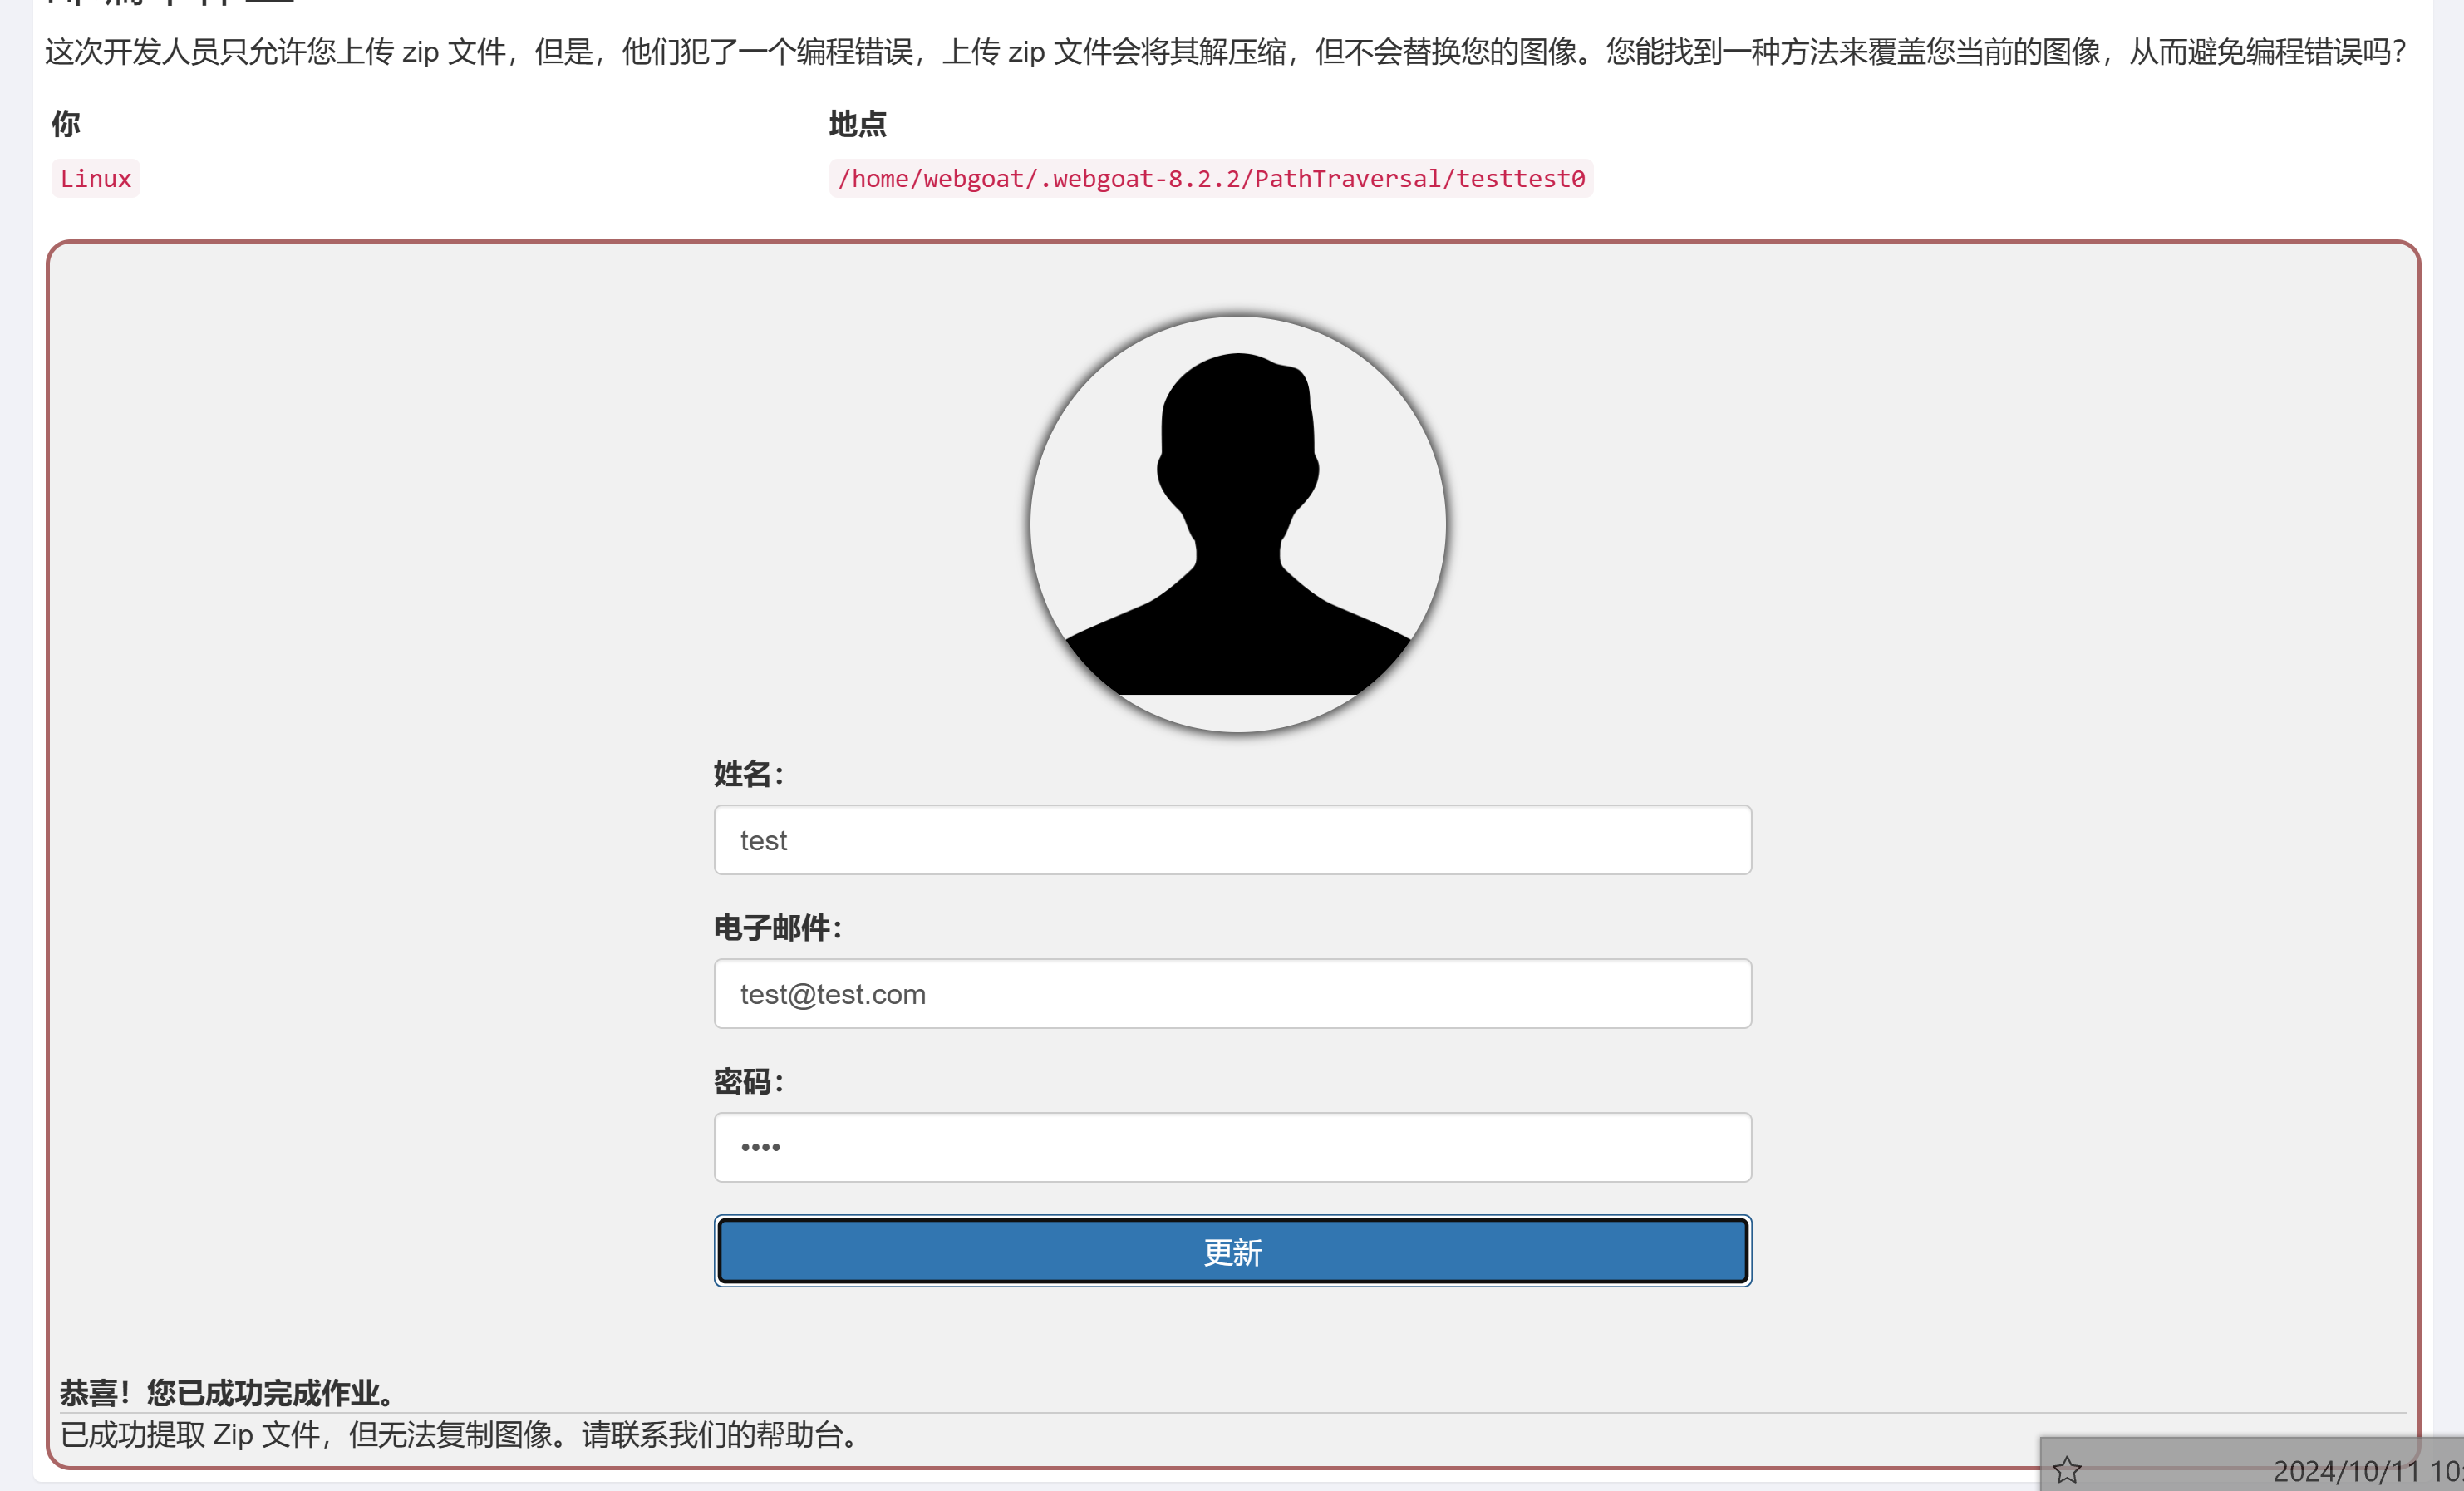 这次开发人员只允许您上传 zip 文件，但是，他们犯了一个编程错误，上传 zip 文件会将其解压缩，但不会替换您的图像。您能找到一种方法来覆盖您当前的图像，从而避免编程错误吗？
你 地点
Linux /home/webgoat/.webgoat-8.2.2/PathTraversal/testtest0
姓名：
test
电子邮件：
test@test.com
密码：
••••
更新
恭喜！您已成功完成作业。
已成功提取 Zip 文件，但无法复制图像。请联系我们的帮助台。
2024/10/11 10